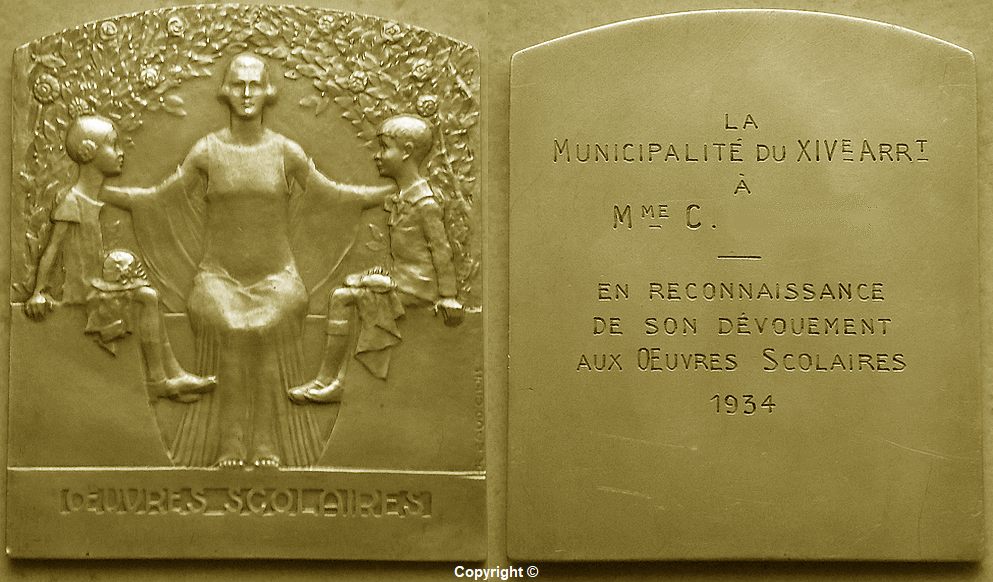 ŒUVRES SCOLAIRES
LA
MUNICIPALITÉ DU XIVE ARRT
À
MME C.
EN RECONNAISSANCE
DE SON DÉVOUEMENT
AUX ŒUVRES SCOLAIRES
1934
Copyright ©